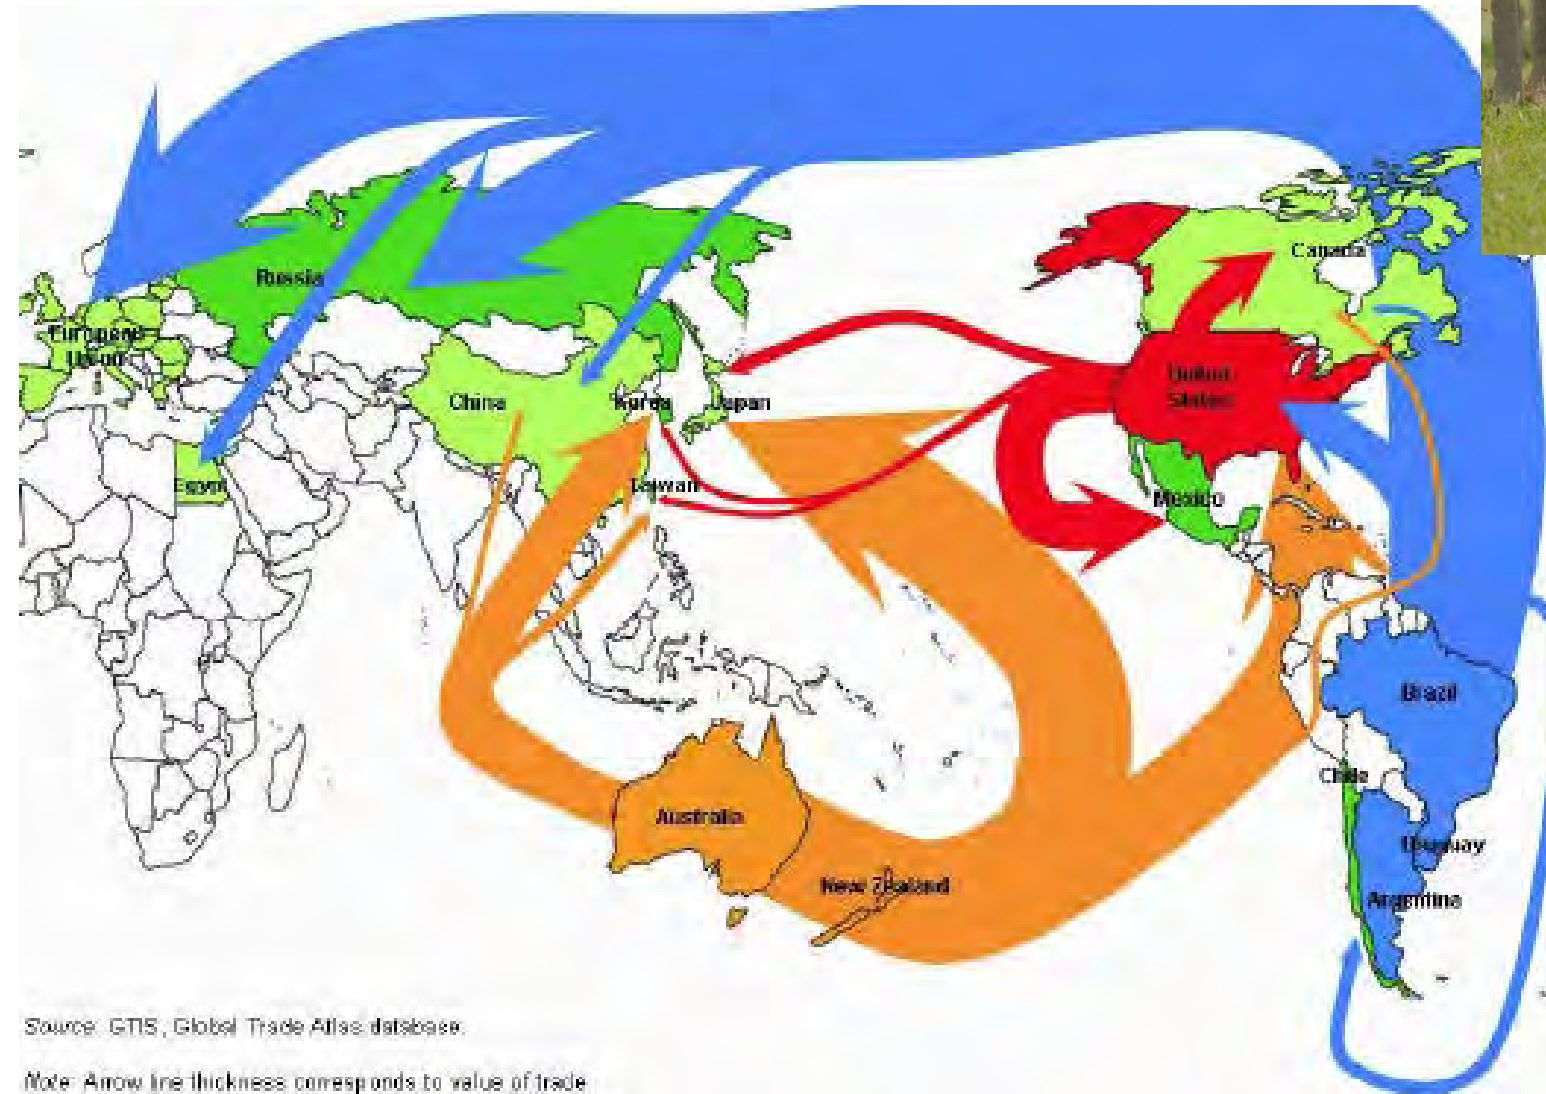 Canada
Russia
European
Union
United
States
China
Korea
Japan
Mexico
Taiwan
Egypt
Brazil
Chile
Australia
Uruguay
New Zealand
Argentina
Source: GTIS, Global Trade Atlas database.
Note: Arrow line thickness corresponds to value of trade